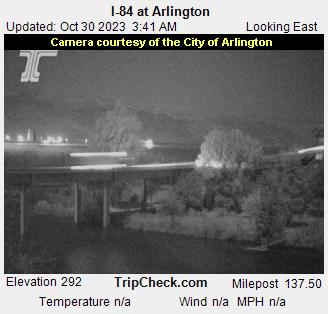 I-84 at Arlington
Updated: Oct 30 2023 3:41 AM Looking East
Camera courtesy of the City of Arlington
Elevation 292 TripCheck.com Milepost 137.50
Temperature n/a Wind n/a MPH n/a